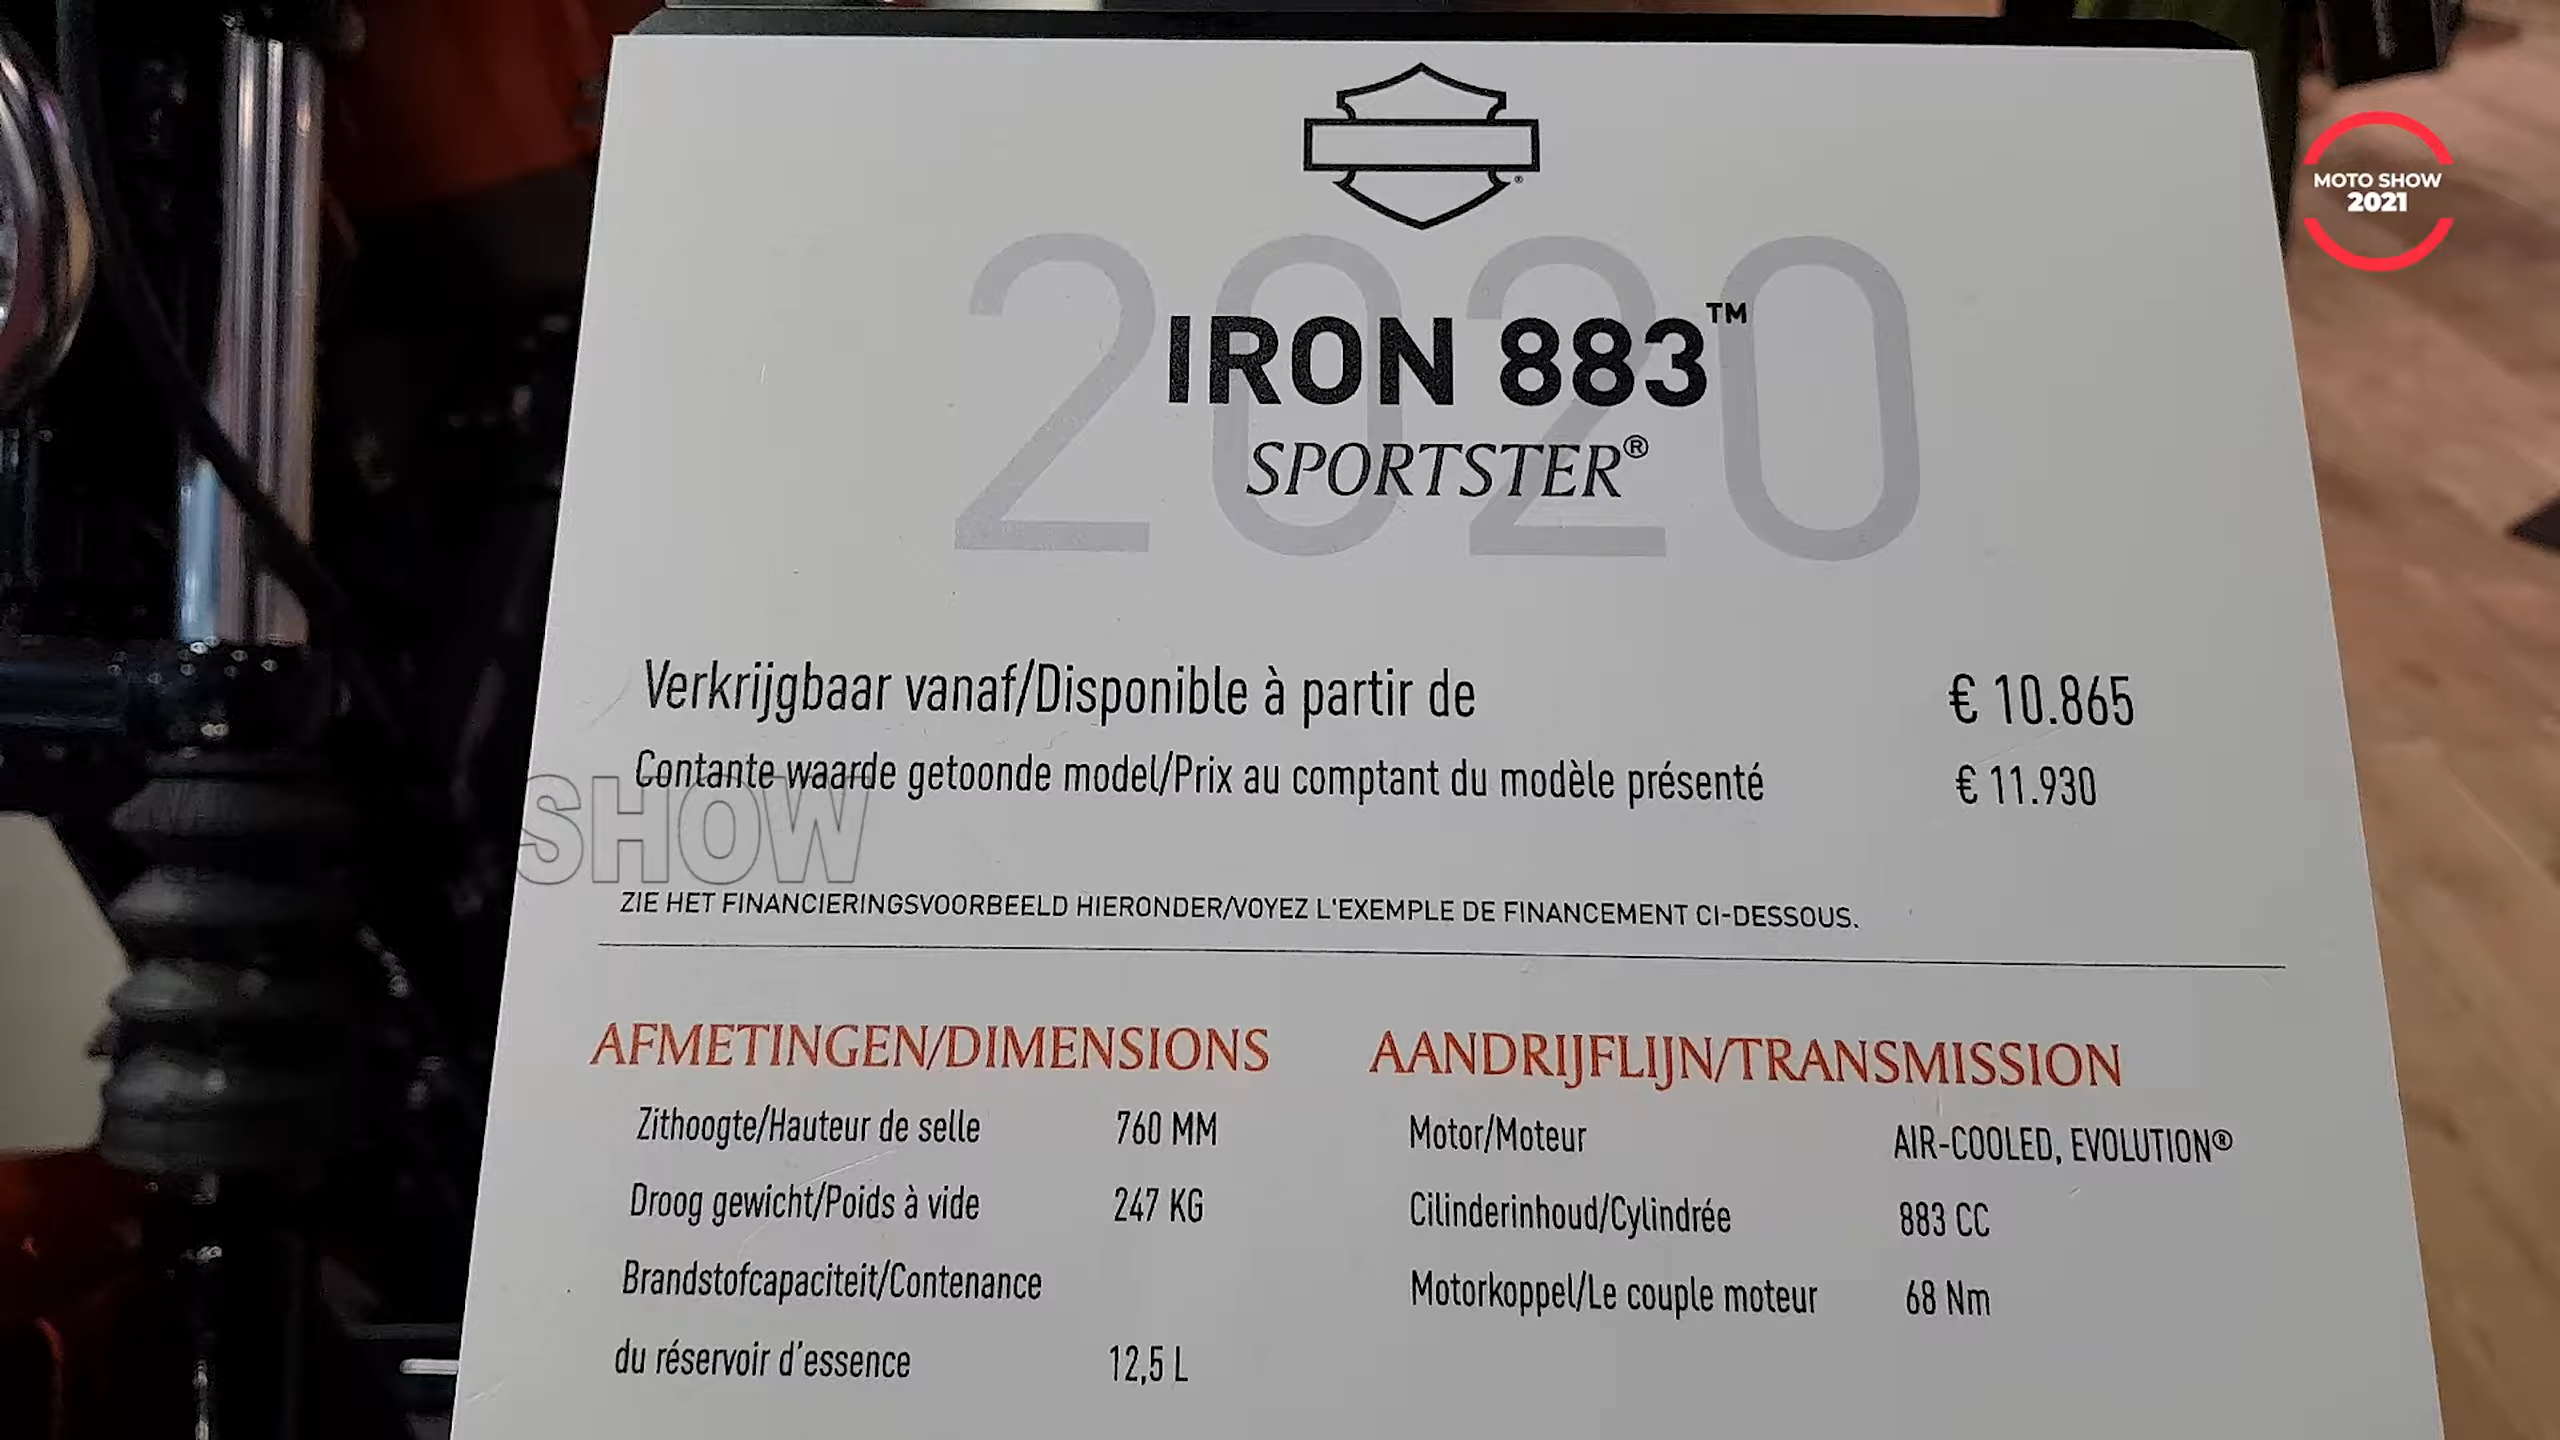 MOTO SHOW
2021
2020
IRON 883™
SPORTSTER®
Verkrijgbaar vanaf/Disponible à partir de € 10.865
Contante waarde getoonde model/Prix au comptant du modèle présenté € 11.930
SHOW
ZIE HET FINANCIERINGSVOORBEELD HIERONDER/VOYEZ L'EXEMPLE DE FINANCEMENT CI-DESSOUS.
AFMETINGEN/DIMENSIONS
Zithoogte/Hauteur de selle 760 MM
Droog gewicht/Poids à vide 247 KG
Brandstofcapaciteit/Contenance
du réservoir d'essence 12,5 L
AANDRIJFLIJN/TRANSMISSION
Motor/Moteur AIR-COOLED, EVOLUTION®
Cilinderinhoud/Cylindrée 883 CC
Motorkoppel/Le couple moteur 68 Nm